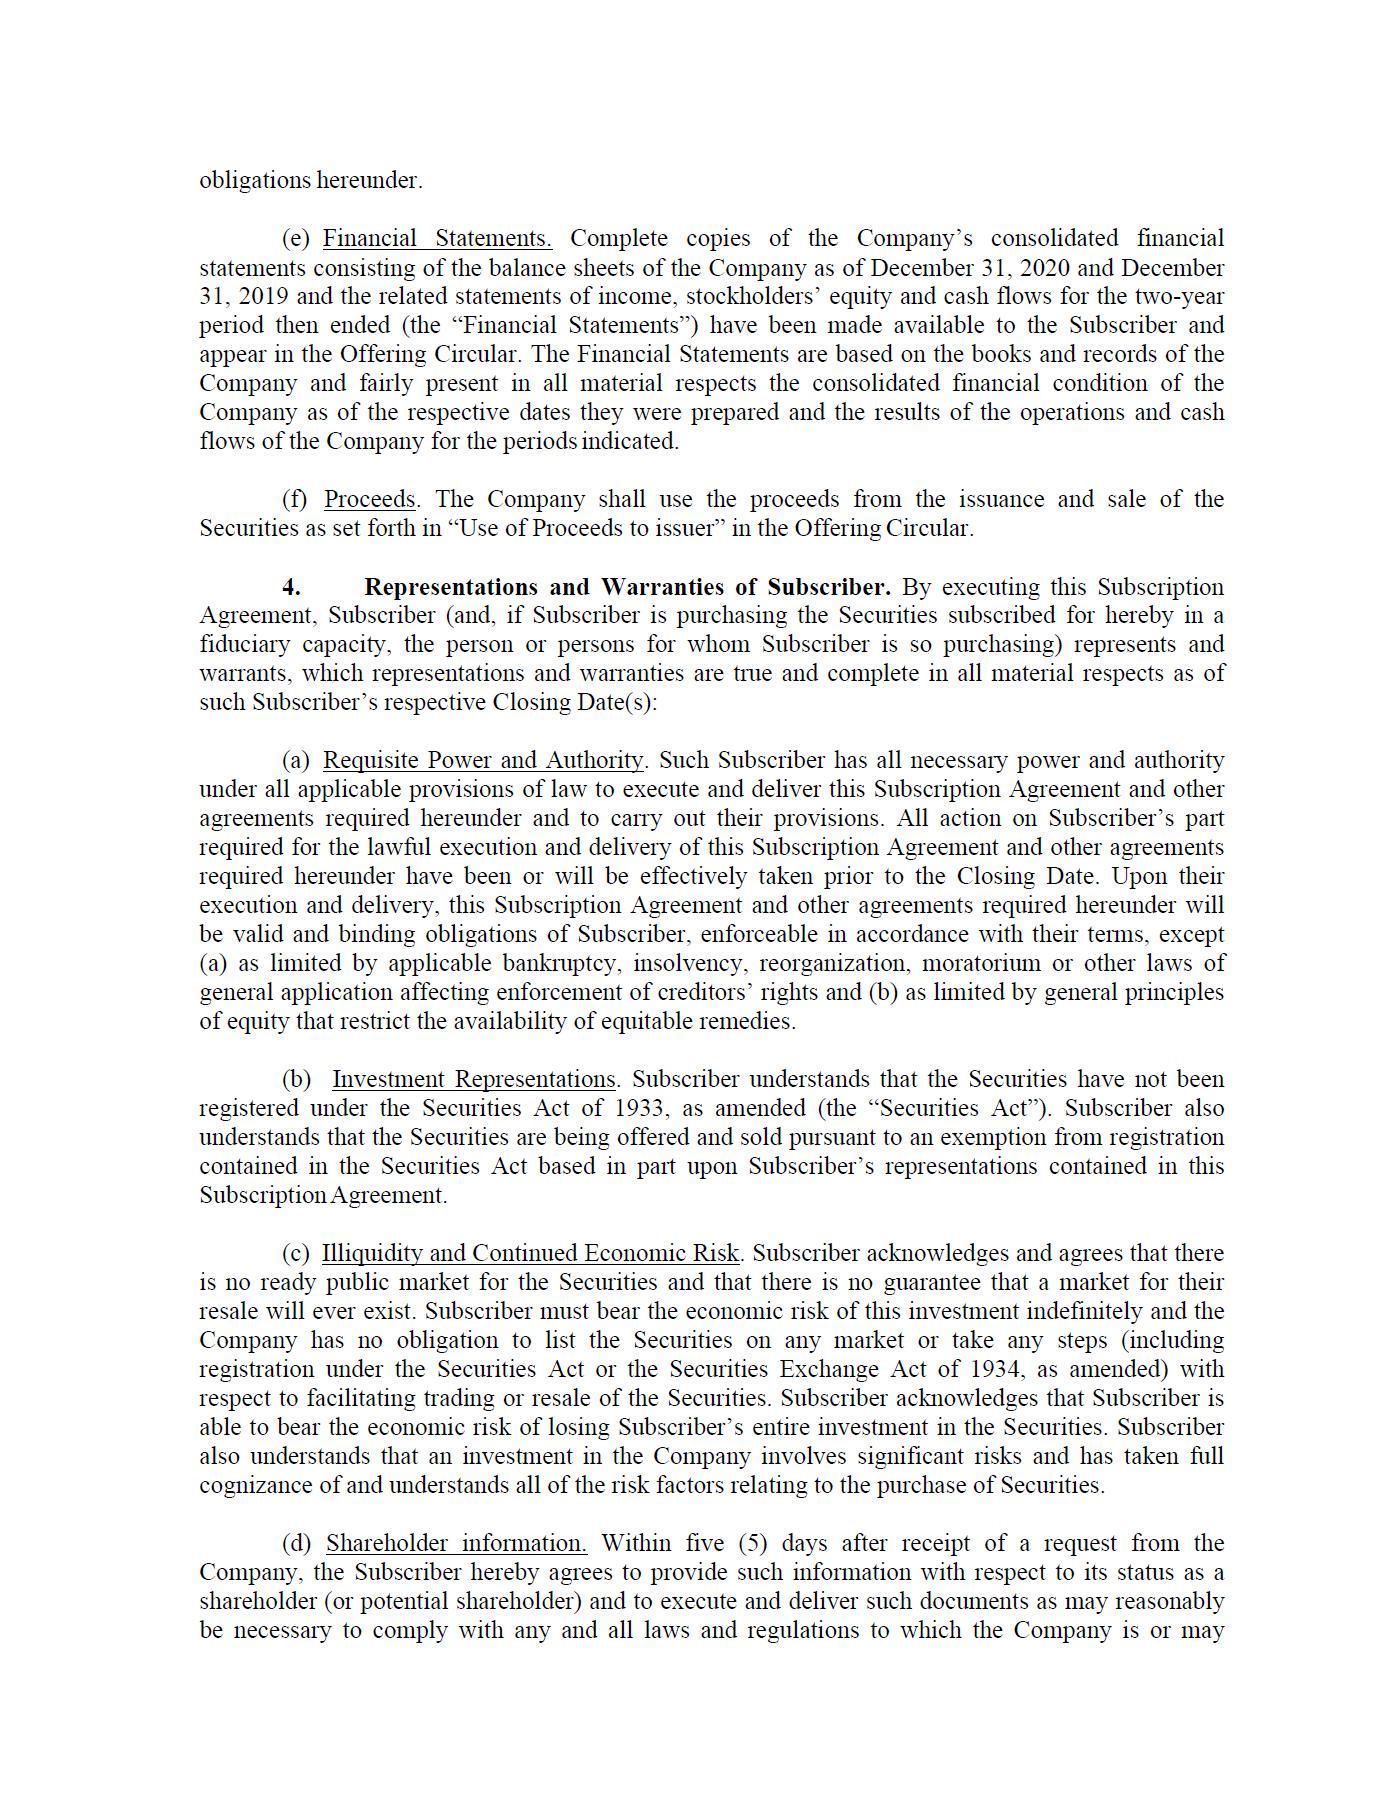 obligations hereunder.
(e) Financial Statements. Complete copies of the Company’s consolidated financial
statements consisting of the balance sheets of the Company as of December 31, 2020 and December
31, 2019 and the related statements of income, stockholders’ equity and cash flows for the two-year
period then ended (the “Financial Statements”) have been made available to the Subscriber and
appear in the Offering Circular. The Financial Statements are based on the books and records of the
Company and fairly present in all material respects the consolidated financial condition of the
Company as of the respective dates they were prepared and the results of the operations and cash
flows of the Company for the periods indicated.
(f) Proceeds. The Company shall use the proceeds from the issuance and sale of the
Securities as set forth in “Use of Proceeds to issuer” in the Offering Circular.
4. Representations and Warranties of Subscriber. By executing this Subscription
Agreement, Subscriber (and, if Subscriber is purchasing the Securities subscribed for hereby in a
fiduciary capacity, the person or persons for whom Subscriber is so purchasing) represents and
warrants, which representations and warranties are true and complete in all material respects as of
such Subscriber’s respective Closing Date(s):
(a) Requisite Power and Authority. Such Subscriber has all necessary power and authority
under all applicable provisions of law to execute and deliver this Subscription Agreement and other
agreements required hereunder and to carry out their provisions. All action on Subscriber’s part
required for the lawful execution and delivery of this Subscription Agreement and other agreements
required hereunder have been or will be effectively taken prior to the Closing Date. Upon their
execution and delivery, this Subscription Agreement and other agreements required hereunder will
be valid and binding obligations of Subscriber, enforceable in accordance with their terms, except
(a) as limited by applicable bankruptcy, insolvency, reorganization, moratorium or other laws of
general application affecting enforcement of creditors’ rights and (b) as limited by general principles
of equity that restrict the availability of equitable remedies.
(b) Investment Representations. Subscriber understands that the Securities have not been
registered under the Securities Act of 1933, as amended (the “Securities Act”). Subscriber also
understands that the Securities are being offered and sold pursuant to an exemption from registration
contained in the Securities Act based in part upon Subscriber’s representations contained in this
Subscription Agreement.
(c) Illiquidity and Continued Economic Risk. Subscriber acknowledges and agrees that there
is no ready public market for the Securities and that there is no guarantee that a market for their
resale will ever exist. Subscriber must bear the economic risk of this investment indefinitely and the
Company has no obligation to list the Securities on any market or take any steps (including
registration under the Securities Act or the Securities Exchange Act of 1934, as amended) with
respect to facilitating trading or resale of the Securities. Subscriber acknowledges that Subscriber is
able to bear the economic risk of losing Subscriber’s entire investment in the Securities. Subscriber
also understands that an investment in the Company involves significant risks and has taken full
cognizance of and understands all of the risk factors relating to the purchase of Securities.
(d) Shareholder information. Within five (5) days after receipt of a request from the
Company, the Subscriber hereby agrees to provide such information with respect to its status as a
shareholder (or potential shareholder) and to execute and deliver such documents as may reasonably
be necessary to comply with any and all laws and regulations to which the Company is or may